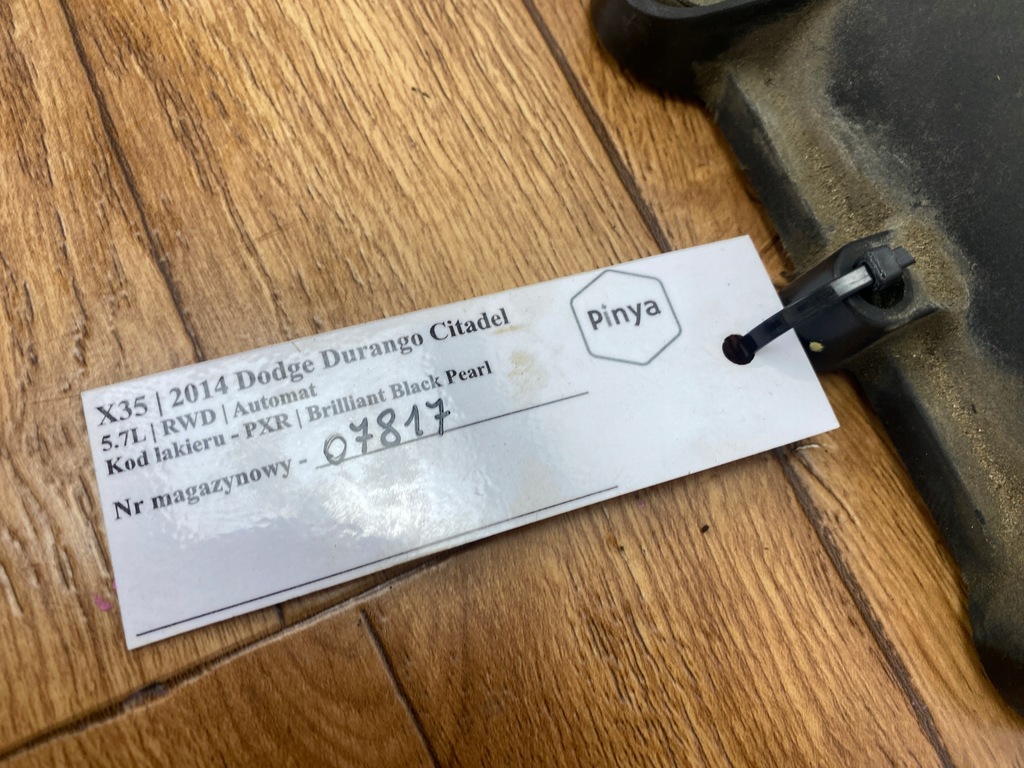 pinya
X35 | 2014 Dodge Durango Citadel
5.7L | RWD | Automat
Kod lakieru - PXR | Brilliant Black Pearl
Nr magazynowy - 07817